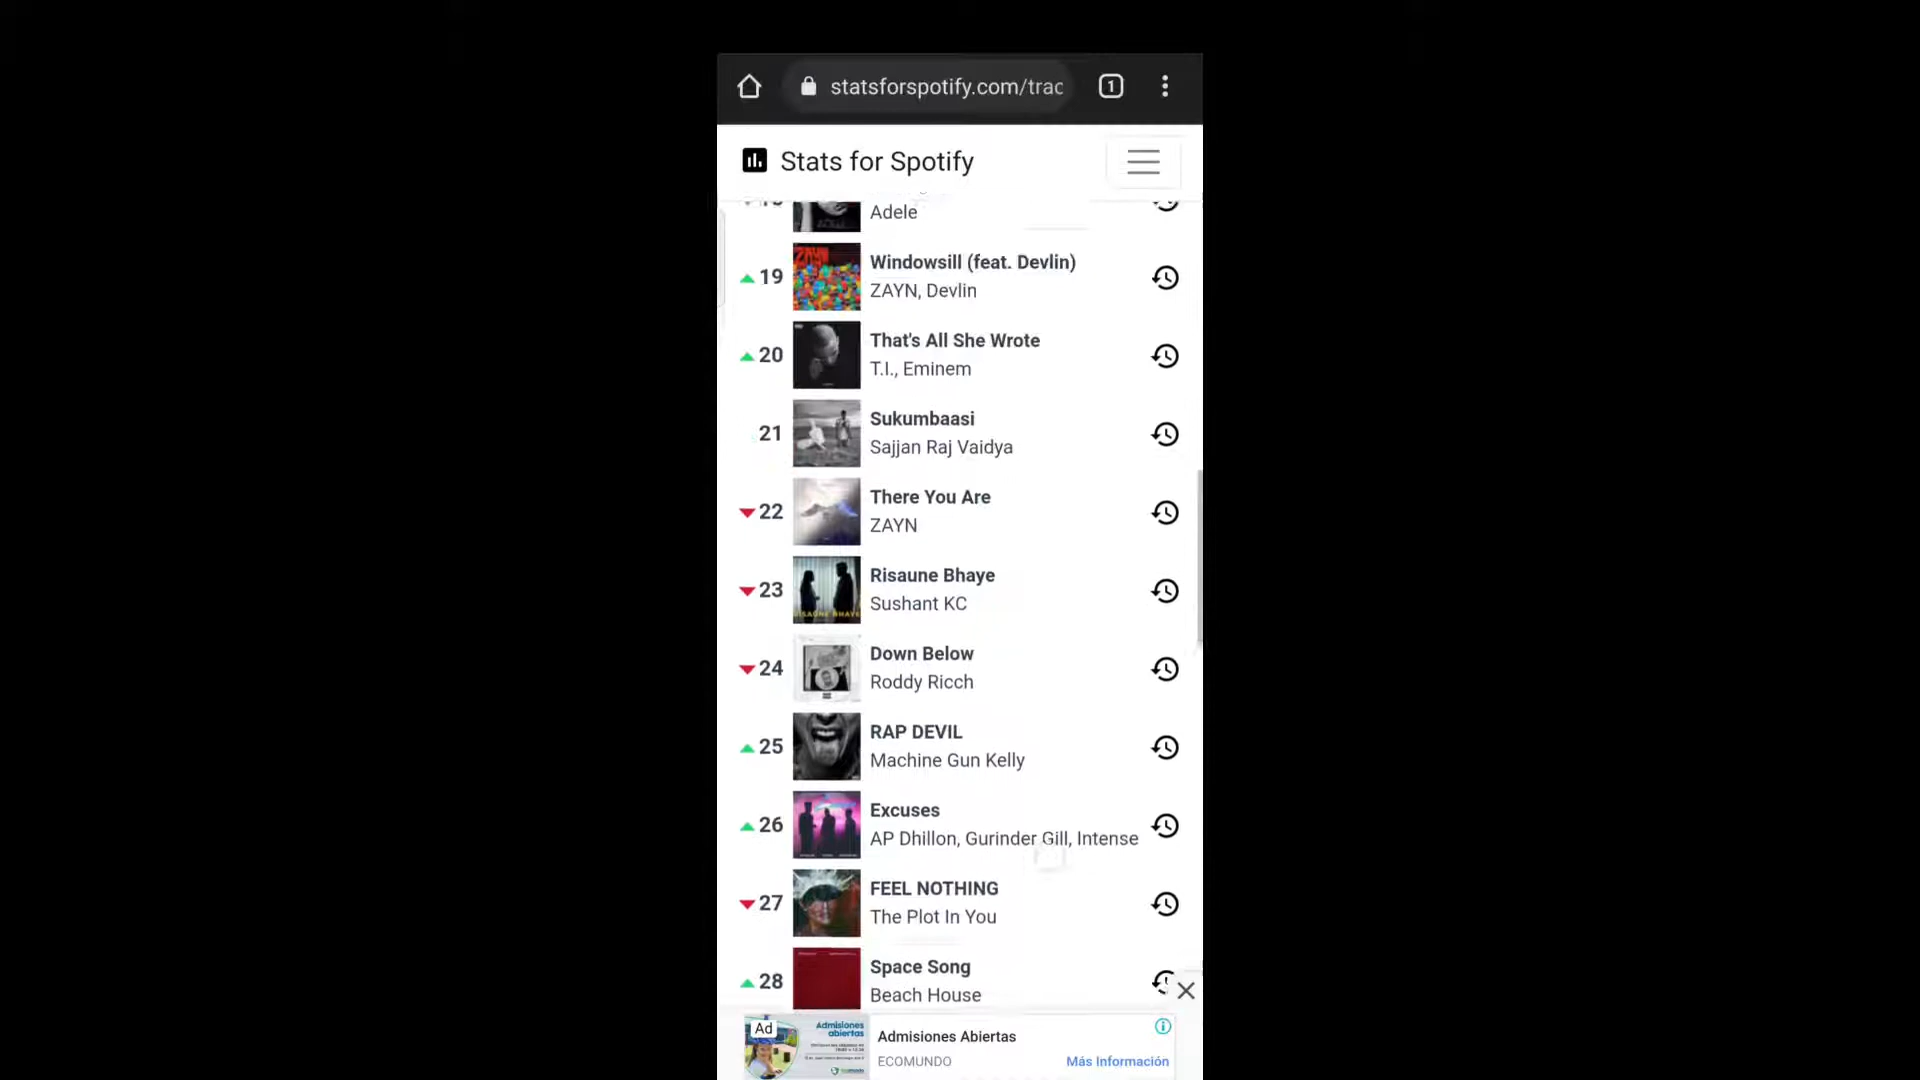 statsforspotify.com/trac
1
Stats for Spotify
Adele
19
Windowsill (feat. Devlin)
ZAYN, Devlin
20
That's All She Wrote
T.I., Eminem
21
Sukumbaasi
Sajjan Raj Vaidya
22
There You Are
ZAYN
23
Risaune Bhaye
Sushant KC
24
Down Below
Roddy Ricch
25
RAP DEVIL
Machine Gun Kelly
26
Excuses
AP Dhillon, Gurinder Gill, Intense
27
FEEL NOTHING
The Plot In You
28
Space Song
Beach House
Ad
Admisiones
abiertas
Admisiones Abiertas
ECOMUNDO
Más Información